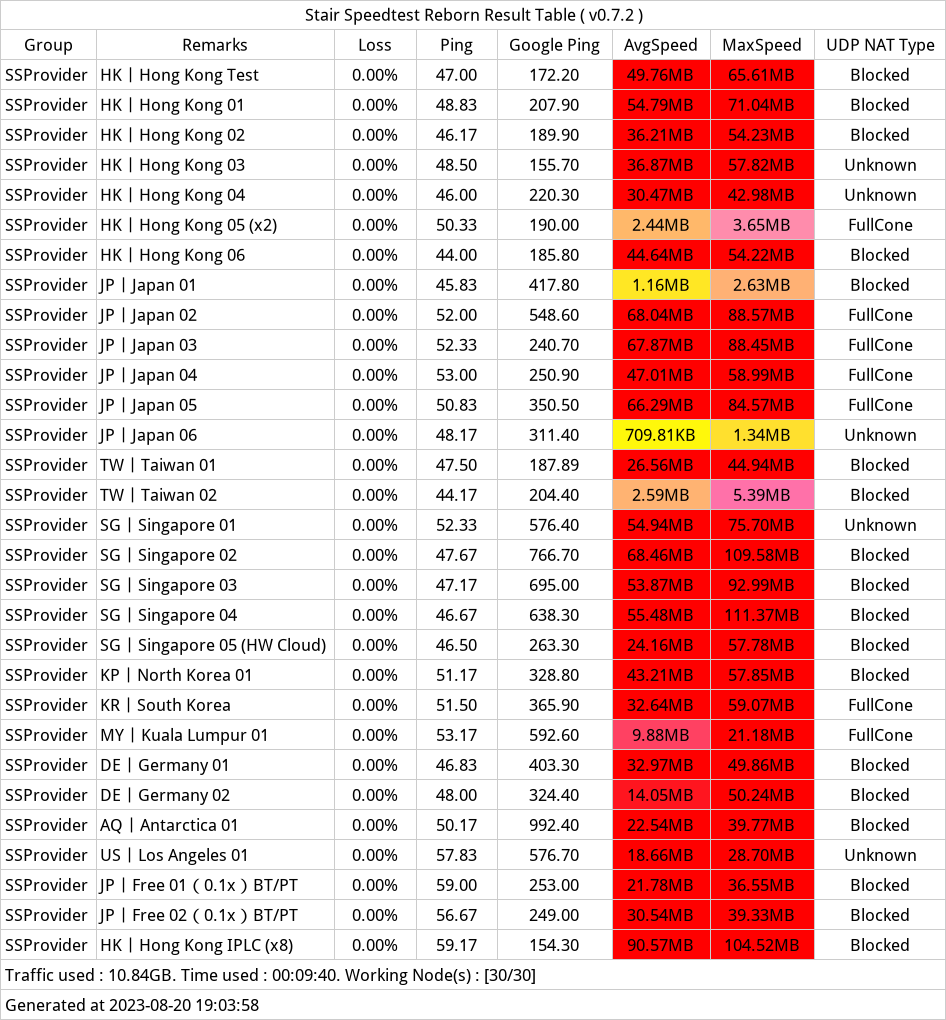 Stair Speedtest Reborn Result Table ( v0.7.2 )
Group Remarks Loss Ping Google Ping AvgSpeed MaxSpeed UDP NAT Type
SSProvider HK丨Hong Kong Test 0.00% 47.00 172.20 49.76MB 65.61MB Blocked
SSProvider HK丨Hong Kong 01 0.00% 48.83 207.90 54.79MB 71.04MB Blocked
SSProvider HK丨Hong Kong 02 0.00% 46.17 189.90 36.21MB 54.23MB Blocked
SSProvider HK丨Hong Kong 03 0.00% 48.50 155.70 36.87MB 57.82MB Unknown
SSProvider HK丨Hong Kong 04 0.00% 46.00 220.30 30.47MB 42.98MB Unknown
SSProvider HK丨Hong Kong 05 (x2) 0.00% 50.33 190.00 2.44MB 3.65MB FullCone
SSProvider HK丨Hong Kong 06 0.00% 44.00 185.80 44.64MB 54.22MB Blocked
SSProvider JP丨Japan 01 0.00% 45.83 417.80 1.16MB 2.63MB Blocked
SSProvider JP丨Japan 02 0.00% 52.00 548.60 68.04MB 88.57MB FullCone
SSProvider JP丨Japan 03 0.00% 52.33 240.70 67.87MB 88.45MB FullCone
SSProvider JP丨Japan 04 0.00% 53.00 250.90 47.01MB 58.99MB FullCone
SSProvider JP丨Japan 05 0.00% 50.83 350.50 66.29MB 84.57MB FullCone
SSProvider JP丨Japan 06 0.00% 48.17 311.40 709.81KB 1.34MB Unknown
SSProvider TW丨Taiwan 01 0.00% 47.50 187.89 26.56MB 44.94MB Blocked
SSProvider TW丨Taiwan 02 0.00% 44.17 204.40 2.59MB 5.39MB Blocked
SSProvider SG丨Singapore 01 0.00% 52.33 576.40 54.94MB 75.70MB Unknown
SSProvider SG丨Singapore 02 0.00% 47.67 766.70 68.46MB 109.58MB Blocked
SSProvider SG丨Singapore 03 0.00% 47.17 695.00 53.87MB 92.99MB Blocked
SSProvider SG丨Singapore 04 0.00% 46.67 638.30 55.48MB 111.37MB Blocked
SSProvider SG丨Singapore 05 (HW Cloud) 0.00% 46.50 263.30 24.16MB 57.78MB Blocked
SSProvider KP丨North Korea 01 0.00% 51.17 328.80 43.21MB 57.85MB Blocked
SSProvider KR丨South Korea 0.00% 51.50 365.90 32.64MB 59.07MB FullCone
SSProvider MY丨Kuala Lumpur 01 0.00% 53.17 592.60 9.88MB 21.18MB FullCone
SSProvider DE丨Germany 01 0.00% 46.83 403.30 32.97MB 49.86MB Blocked
SSProvider DE丨Germany 02 0.00% 48.00 324.40 14.05MB 50.24MB Blocked
SSProvider AQ丨Antarctica 01 0.00% 50.17 992.40 22.54MB 39.77MB Blocked
SSProvider US丨Los Angeles 01 0.00% 57.83 576.70 18.66MB 28.70MB Unknown
SSProvider JP丨Free 01（0.1x）BT/PT 0.00% 59.00 253.00 21.78MB 36.55MB Blocked
SSProvider JP丨Free 02（0.1x）BT/PT 0.00% 56.67 249.00 30.54MB 39.33MB Blocked
SSProvider HK丨Hong Kong IPLC (x8) 0.00% 59.17 154.30 90.57MB 104.52MB Blocked
Traffic used : 10.84GB. Time used : 00:09:40. Working Node(s) : [30/30]
Generated at 2023-08-20 19:03:58